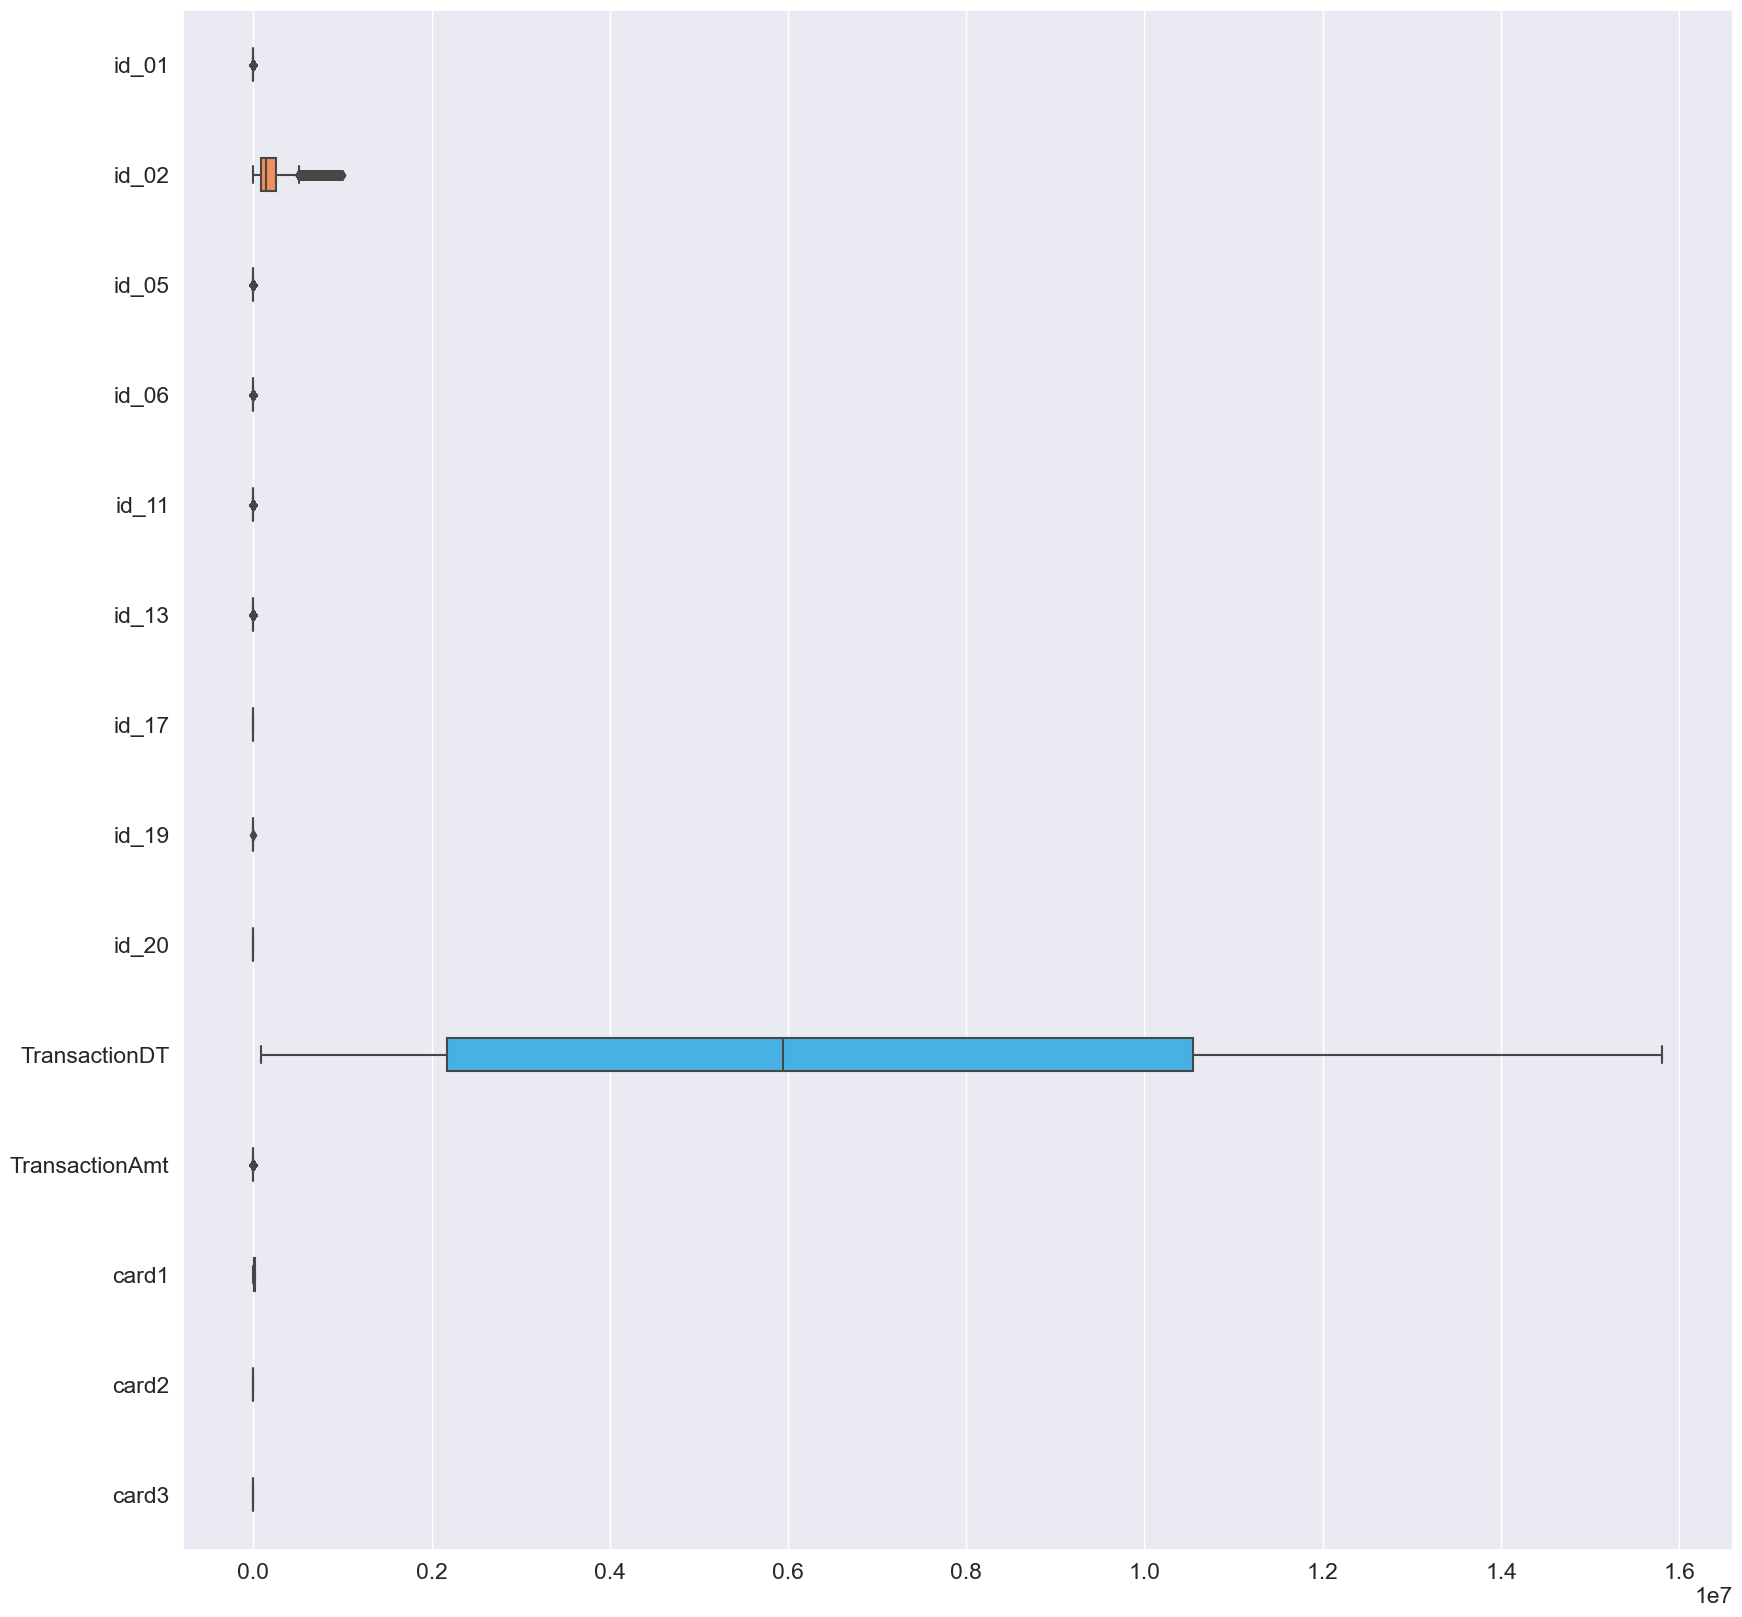 id_01
id_02
id_05
id_06
id_11
id_13
id_17
id_19
id_20
TransactionDT
TransactionAmt
card1
card2
card3
0.0 0.2 0.4 0.6 0.8 1.0 1.2 1.4 1.6
1e7